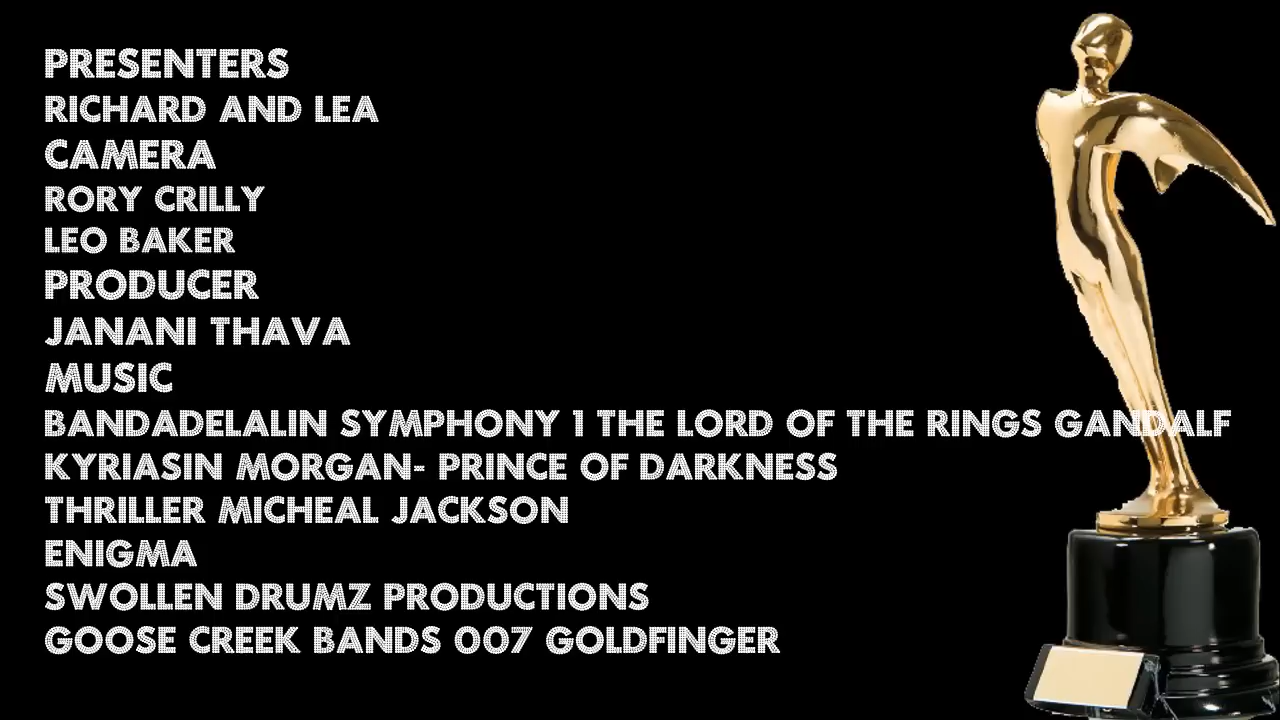 PRESENTERS
RICHARD AND LEA
CAMERA
RORY CRILLY
LEO BAKER
PRODUCER
JANANI THAVA
MUSIC
BANDADELALIN SYMPHONY 1 THE LORD OF THE RINGS GANDALF
KYRIASIN MORGAN- PRINCE OF DARKNESS
THRILLER MICHEAL JACKSON
ENIGMA
SWOLLEN DRUMZ PRODUCTIONS
GOOSE CREEK BANDS 007 GOLDFINGER